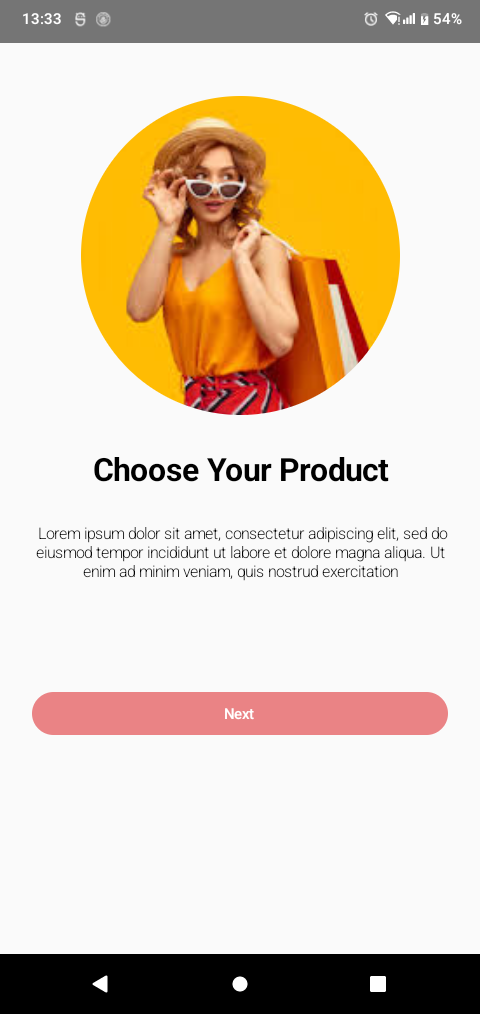 13:33 54%
Choose Your Product
Lorem ipsum dolor sit amet, consectetur adipiscing elit, sed do
eiusmod tempor incididunt ut labore et dolore magna aliqua. Ut
enim ad minim veniam, quis nostrud exercitation
Next